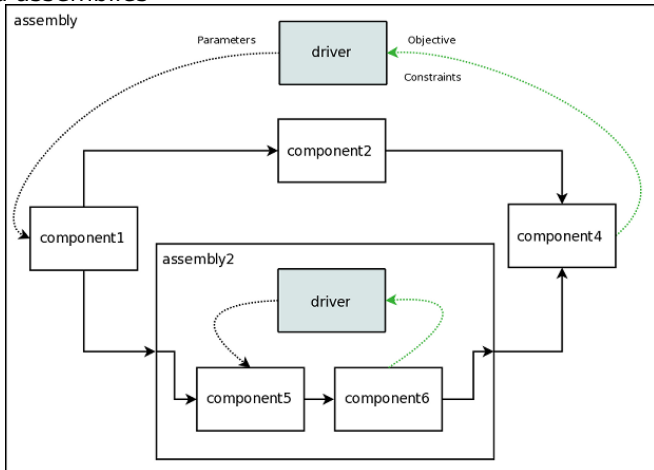 assembly
Parameters
driver
Objective
Constraints
component2
component1
component4
assembly2
driver
component5
component6